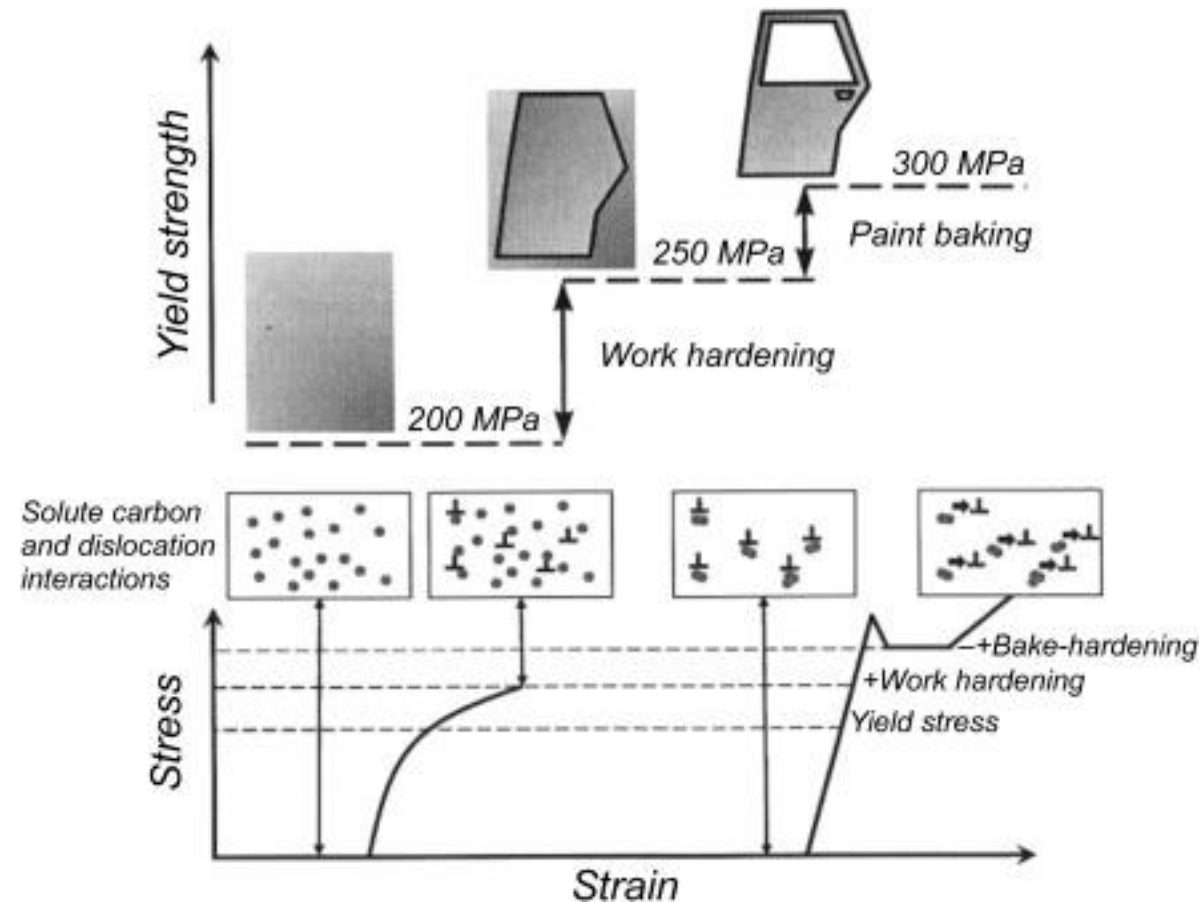 Yield strength
300 MPa
Paint baking
250 MPa
Work hardening
200 MPa
Solute carbon
and dislocation
interactions
+Bake-hardening
+Work hardening
Yield stress
Stress
Strain